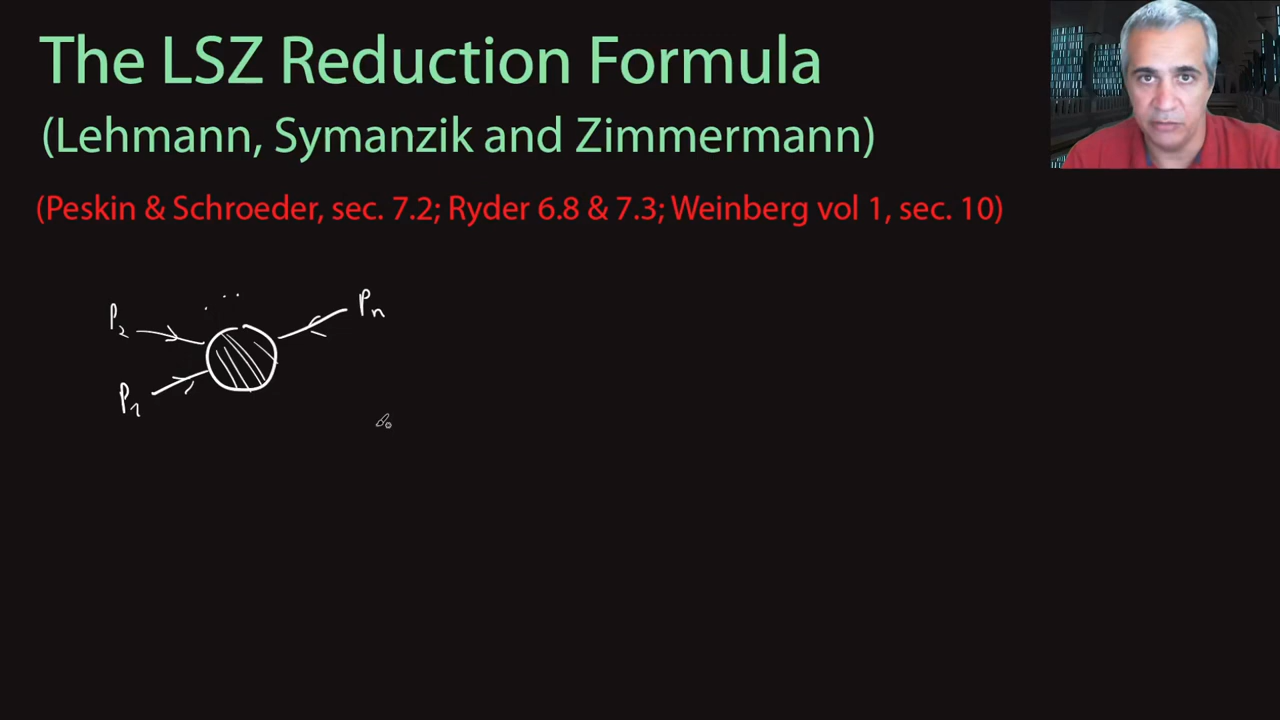 The LSZ Reduction Formula
(Lehmann, Symanzik and Zimmermann)
(Peskin & Schroeder, sec. 7.2; Ryder 6.8 & 7.3; Weinberg vol 1, sec. 10)
P₂ ... Pₙ
P₁